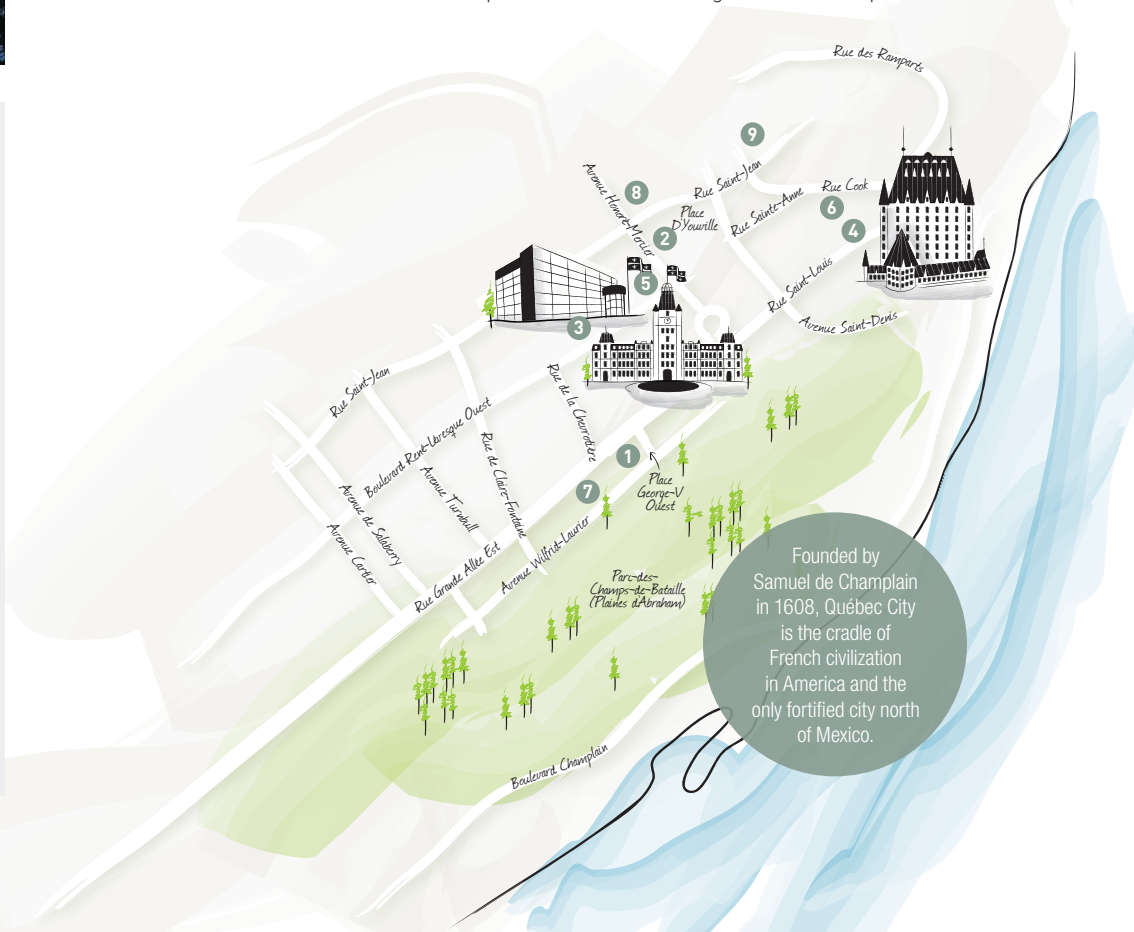 Rue des Ramparts
9
Avenue Honoré-Mercier
8
Rue Saint-Jean
Rue Cook
Place
D'Youville
Rue Sainte-Anne
6
4
2
5
Rue Saint-Louis
3
Avenue Saint-Denis
Rue Saint-Jean
Rue de la Chevrotière
Boulevard René-Lévesque Ouest
Rue de Claire-Fontaine
1
Place
George-V
Ouest
7
Avenue Turnbull
Avenue de Salaberry
Avenue Cartier
Rue Grande Allée Est
Avenue Wilfrid-Laurier
Parc-des-
Champs-de-Bataille
(Plaines d'Abraham)
Founded by
Samuel de Champlain
in 1608, Québec City
is the cradle of
French civilization
in America and the
only fortified city north
of Mexico.
Boulevard Champlain